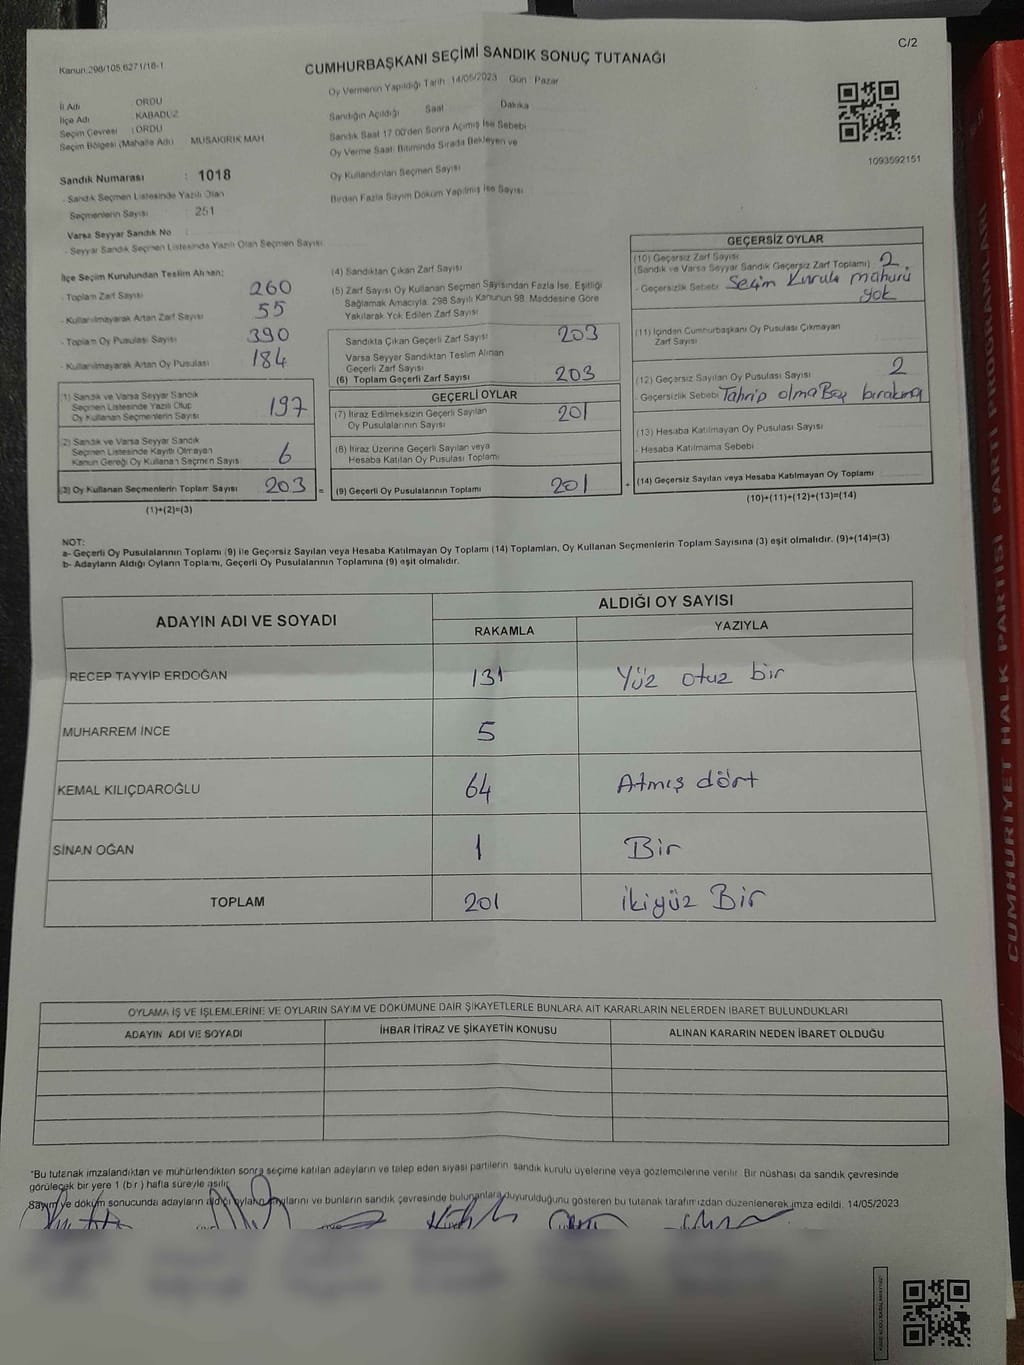 C/2
Kanun:298/105,6271/18-1
CUMHURBAŞKANI SEÇİMİ SANDIK SONUÇ TUTANAĞI
Oy Vermenin Yapıldığı Tarih :14/05/2023 Gün : Pazar
İl Adı : ORDU
İlçe Adı : KABADÜZ
Seçim Çevresi : ORDU
Seçim Bölgesi (Mahalle Adı) MUSAKIRIK MAH
Sandığın Açıldığı Saat Dakika
Sandık Saat 17.00'den Sonra Açılmış İse Sebebi
Oy Verme Saati Bitiminde Sırada Bekleyen ve
Oy Kullandırılan Seçmen Sayısı
Birden Fazla Sayım Döküm Yapılmış İse Sayısı
1093592151
Sandık Numarası : 1018
- Sandık Seçmen Listesinde Yazılı Olan
Seçmenlerin Sayısı : 251
Varsa Seyyar Sandık No :
- Seyyar Sandık Seçmen Listesinde Yazılı Olan Seçmen Sayısı:
İlçe Seçim Kurulundan Teslim Alınan:
- Toplam Zarf Sayısı 260
- Kullanılmayarak Artan Zarf Sayısı 55
- Toplam Oy Pusulası Sayısı 390
- Kullanılmayarak Artan Oy Pusulası 184
1) Sandık ve Varsa Seyyar Sandık
Seçmen Listesinde Yazılı Olup
Oy Kullanan Seçmenlerin Sayısı 197
2) Sandık ve Varsa Seyyar Sandık
Seçmen Listesinde Kayıtlı Olmayan
Kanun Gereği Oy Kullanan Seçmen Sayısı 6
(3) Oy Kullanan Seçmenlerin Toplam Sayısı 203 =
(1)+(2)=(3)
(4) Sandıktan Çıkan Zarf Sayısı
(5) Zarf Sayısı Oy Kullanan Seçmen Sayısından Fazla İse, Eşitliği
Sağlamak Amacıyla, 298 Sayılı Kanunun 98. Maddesine Göre
Yakılarak Yok Edilen Zarf Sayısı
Sandıkta Çıkan Geçerli Zarf Sayısı 203
Varsa Seyyar Sandıktan Teslim Alınan
Geçerli Zarf Sayısı
(6) Toplam Geçerli Zarf Sayısı 203
GEÇERLİ OYLAR
(7) İtiraz Edilmeksizin Geçerli Sayılan
Oy Pusulalarının Sayısı 201
(8) İtiraz Üzerine Geçerli Sayılan veya
Hesaba Katılan Oy Pusulası Toplamı
(9) Geçerli Oy Pusulalarının Toplamı 201 +
GEÇERSİZ OYLAR
(10) Geçersiz Zarf Sayısı
(Sandık ve Varsa Seyyar Sandık Geçersiz Zarf Toplamı) 2
- Geçersizlik Sebebi Seçim Kurulu mühürü
yok
(11) İçinden Cumhurbaşkanı Oy Pusulası Çıkmayan
Zarf Sayısı
(12) Geçersiz Sayılan Oy Pusulası Sayısı 2
- Geçersizlik Sebebi Tahrip olma Boş bırakma
(13) Hesaba Katılmayan Oy Pusulası Sayısı
- Hesaba Katılmama Sebebi
(14) Geçersiz Sayılan veya Hesaba Katılmayan Oy Toplamı
(10)+(11)+(12)+(13)=(14)
NOT:
a- Geçerli Oy Pusulalarının Toplamı (9) ile Geçersiz Sayılan veya Hesaba Katılmayan Oy Toplamı (14) Toplamları, Oy Kullanan Seçmenlerin Toplam Sayısına (3) eşit olmalıdır. (9)+(14)=(3)
b- Adayların Aldığı Oyların Toplamı, Geçerli Oy Pusulalarının Toplamına (9) eşit olmalıdır.
ADAYIN ADI VE SOYADI ALDIĞI OY SAYISI
RAKAMLA YAZIYLA
RECEP TAYYİP ERDOĞAN 131 Yüz otuz bir
MUHARREM İNCE 5
KEMAL KILIÇDAROĞLU 64 Atmış dört
SİNAN OĞAN 1 Bir
TOPLAM 201 ikiyüz Bir
OYLAMA İŞ VE İŞLEMLERİNE VE OYLARIN SAYIM VE DÖKÜMÜNE DAİR ŞİKAYETLERLE BUNLARA AİT KARARLARIN NELERDEN İBARET BULUNDUKLARI
ADAYIN ADI VE SOYADI İHBAR İTİRAZ VE ŞİKAYETİN KONUSU ALINAN KARARIN NEDEN İBARET OLDUĞU
*Bu tutanak imzalandıktan ve mühürlendikten sonra seçime katılan adayların ve talep eden siyasi partilerin sandık kurulu üyelerine veya gözlemcilerine verilir. Bir nüshası da sandık çevresinde
görülecek bir yere 1 (bir) hafta süreyle asılır.
Sayım ve döküm sonucunda adayların aldığı oyların sayılarını ve bunların sandık çevresinde bulunanlara duyurulduğunu gösteren bu tutanak tarafımızdan düzenlenerek imza edildi. 14/05/2023
CUMHURİYET HALK PARTİSİ PARTİ PROGRAMLARI